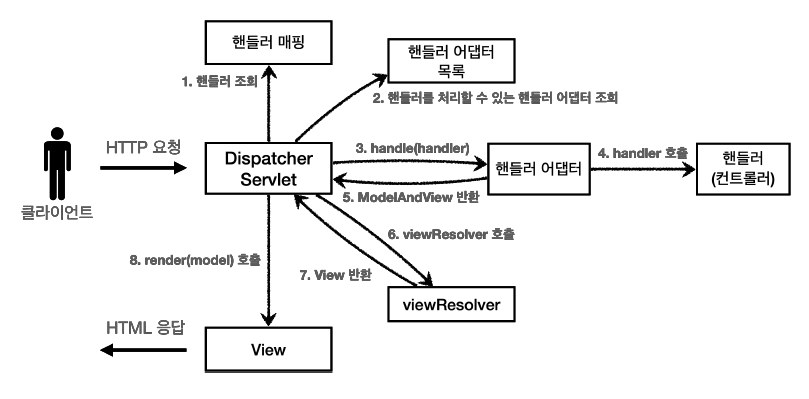 핸들러 매핑
핸들러 어댑터
목록
1. 핸들러 조회
2. 핸들러를 처리할 수 있는 핸들러 어댑터 조회
HTTP 요청
Dispatcher
Servlet
3. handle(handler)
핸들러 어댑터
4. handler 호출
핸들러
(컨트롤러)
클라이언트
5. ModelAndView 반환
6. viewResolver 호출
8. render(model) 호출
7. View 반환
viewResolver
HTML 응답
View